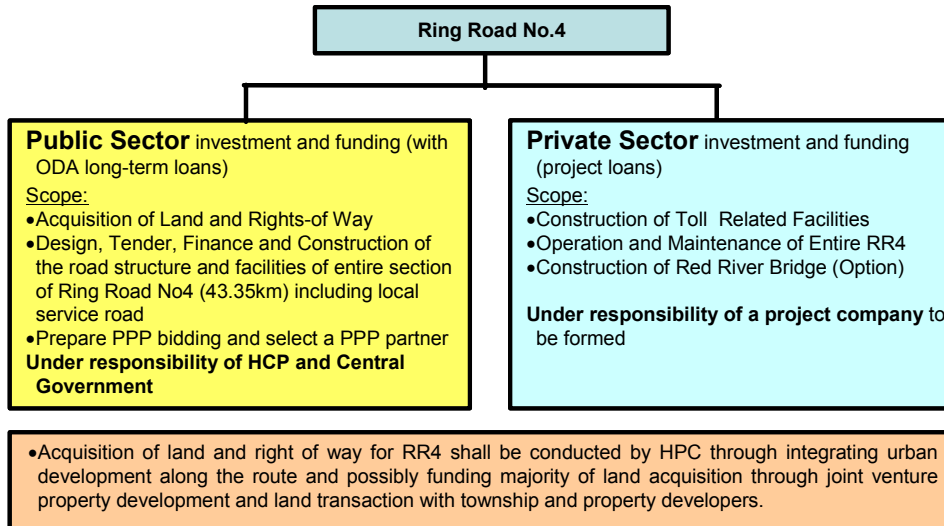 Ring Road No.4
Public Sector investment and funding (with
ODA long-term loans)
Scope:
•Acquisition of Land and Rights-of Way
•Design, Tender, Finance and Construction of
the road structure and facilities of entire section
of Ring Road No4 (43.35km) including local
service road
•Prepare PPP bidding and select a PPP partner
Under responsibility of HCP and Central
Government
Private Sector investment and funding
(project loans)
Scope:
•Construction of Toll Related Facilities
•Operation and Maintenance of Entire RR4
•Construction of Red River Bridge (Option)
Under responsibility of a project company to
be formed
•Acquisition of land and right of way for RR4 shall be conducted by HPC through integrating urban
development along the route and possibly funding majority of land acquisition through joint venture
property development and land transaction with township and property developers.